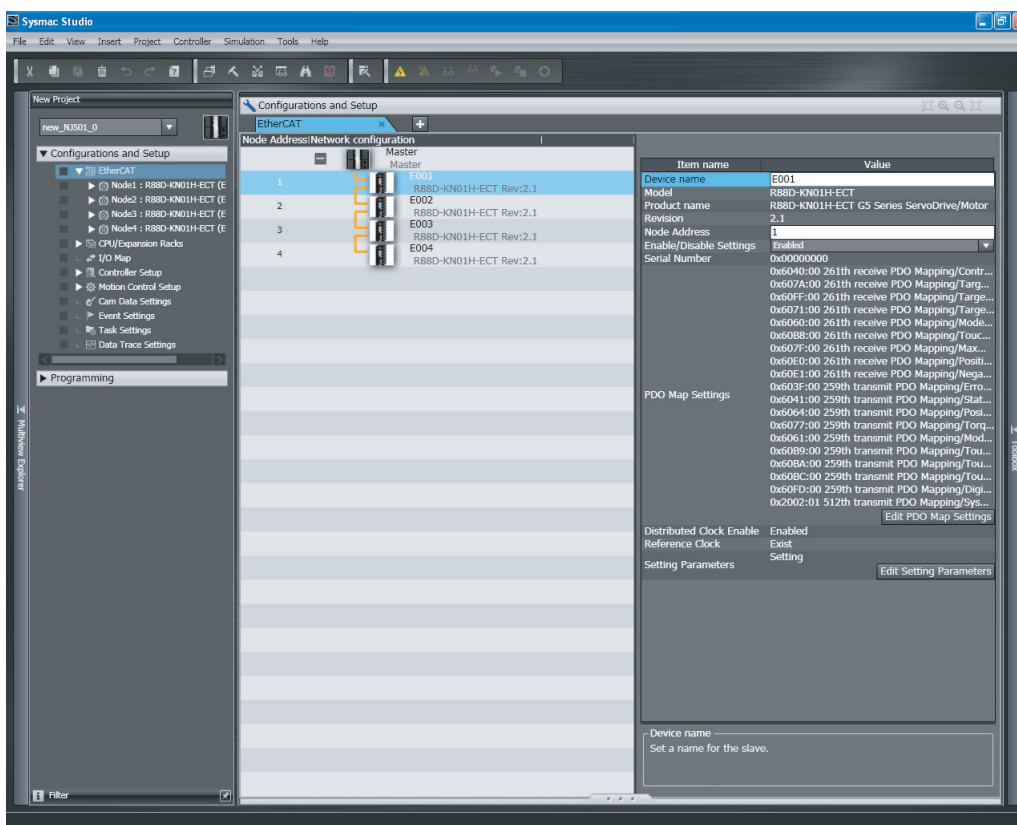 Sysmac Studio
File Edit View Insert Project Controller Simulation Tools Help
New Project
new_NJ501_0
Configurations and Setup
EtherCAT
Node1 : R88D-KN01H-ECT (E
Node2 : R88D-KN01H-ECT (E
Node3 : R88D-KN01H-ECT (E
Node4 : R88D-KN01H-ECT (E
CPU/Expansion Racks
I/O Map
Controller Setup
Motion Control Setup
Cam Data Settings
Event Settings
Task Settings
Data Trace Settings
Programming
Filter
Multiview Explorer
Configurations and Setup
EtherCAT
Node Address|Network configuration
Master
Master
1 E001
R88D-KN01H-ECT Rev:2.1
2 E002
R88D-KN01H-ECT Rev:2.1
3 E003
R88D-KN01H-ECT Rev:2.1
4 E004
R88D-KN01H-ECT Rev:2.1
Item name Value
Device name E001
Model R88D-KN01H-ECT
Product name R88D-KN01H-ECT G5 Series ServoDrive/Motor
Revision 2.1
Node Address 1
Enable/Disable Settings Enabled
Serial Number 0x00000000
PDO Map Settings
0x6040:00 261th receive PDO Mapping/Contr...
0x607A:00 261th receive PDO Mapping/Targ...
0x60FF:00 261th receive PDO Mapping/Targe...
0x6071:00 261th receive PDO Mapping/Targe...
0x6060:00 261th receive PDO Mapping/Mode...
0x60B8:00 261th receive PDO Mapping/Touc...
0x607F:00 261th receive PDO Mapping/Max...
0x60E0:00 261th receive PDO Mapping/Positi...
0x60E1:00 261th receive PDO Mapping/Nega...
0x603F:00 259th transmit PDO Mapping/Erro...
0x6041:00 259th transmit PDO Mapping/Stat...
0x6064:00 259th transmit PDO Mapping/Posi...
0x6077:00 259th transmit PDO Mapping/Torq...
0x6061:00 259th transmit PDO Mapping/Mod...
0x60B9:00 259th transmit PDO Mapping/Tou...
0x60BA:00 259th transmit PDO Mapping/Tou...
0x60BC:00 259th transmit PDO Mapping/Tou...
0x60FD:00 259th transmit PDO Mapping/Digi...
0x2002:01 512th transmit PDO Mapping/Sys...
Edit PDO Map Settings
Distributed Clock Enable Enabled
Reference Clock Exist
Setting Parameters Setting
Edit Setting Parameters
Device name
Set a name for the slave.
Toolbox